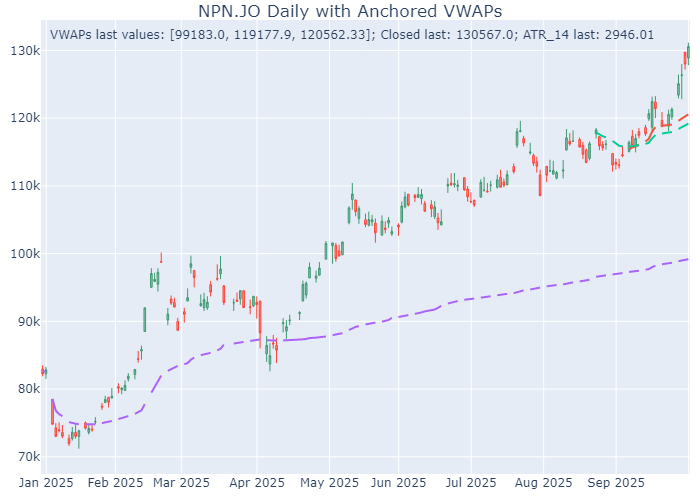 NPN.JO Daily with Anchored VWAPs
VWAPs last values: [99183.0, 119177.9, 120562.33]; Closed last: 130567.0; ATR_14 last: 2946.01
130k
120k
110k
100k
90k
80k
70k
Jan 2025 Feb 2025 Mar 2025 Apr 2025 May 2025 Jun 2025 Jul 2025 Aug 2025 Sep 2025